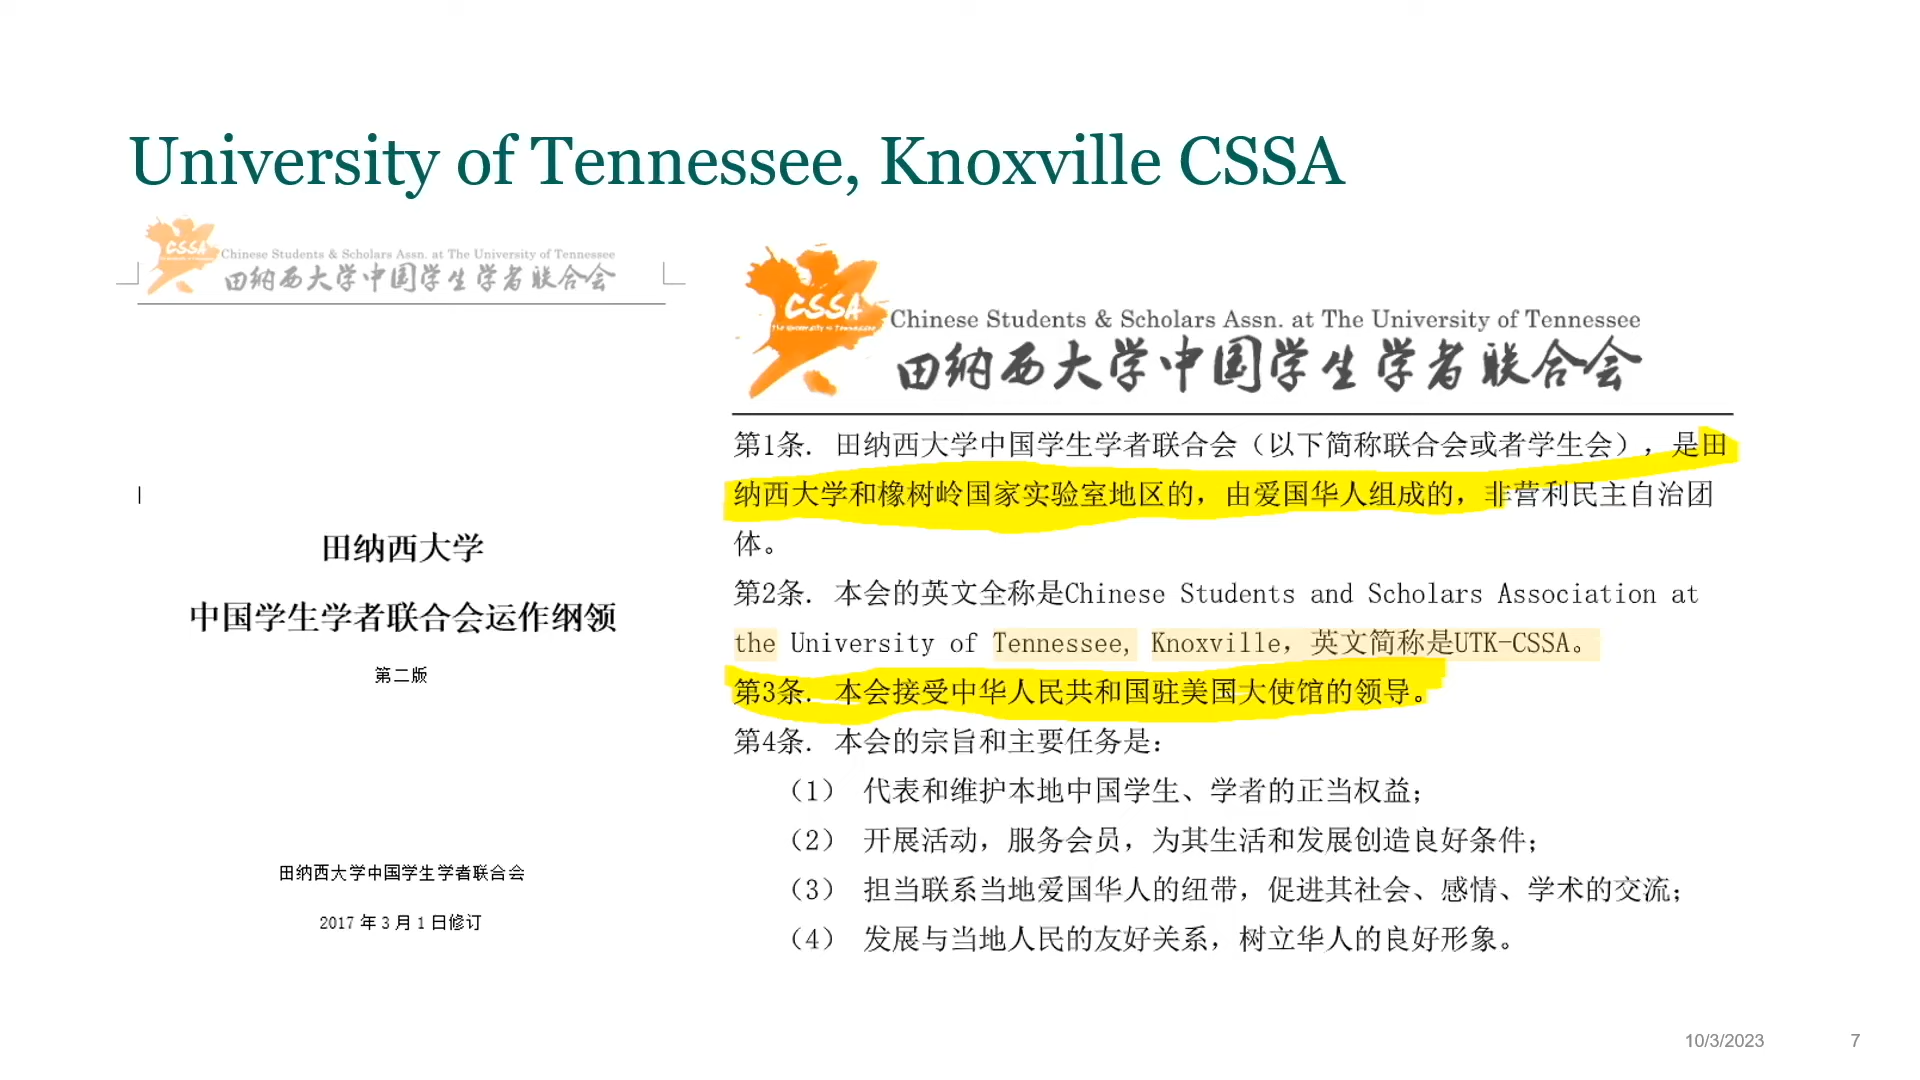 University of Tennessee, Knoxville CSSA
CSSA
Chinese Students & Scholars Assn. at The University of Tennessee
田纳西大学中国学生学者联合会
田纳西大学
中国学生学者联合会运作纲领
第二版
田纳西大学中国学生学者联合会
2017 年 3 月 1 日修订
CSSA
The University of Tennessee
Chinese Students & Scholars Assn. at The University of Tennessee
田纳西大学中国学生学者联合会
第1条. 田纳西大学中国学生学者联合会（以下简称联合会或者学生会），是田
纳西大学和橡树岭国家实验室地区的，由爱国华人组成的，非营利民主自治团
体。
第2条. 本会的英文全称是Chinese Students and Scholars Association at
the University of Tennessee, Knoxville，英文简称是UTK-CSSA。
第3条. 本会接受中华人民共和国驻美国大使馆的领导。
第4条. 本会的宗旨和主要任务是：
（1） 代表和维护本地中国学生、学者的正当权益；
（2） 开展活动，服务会员，为其生活和发展创造良好条件；
（3） 担当联系当地爱国华人的纽带，促进其社会、感情、学术的交流；
（4） 发展与当地人民的友好关系，树立华人的良好形象。
10/3/2023
7